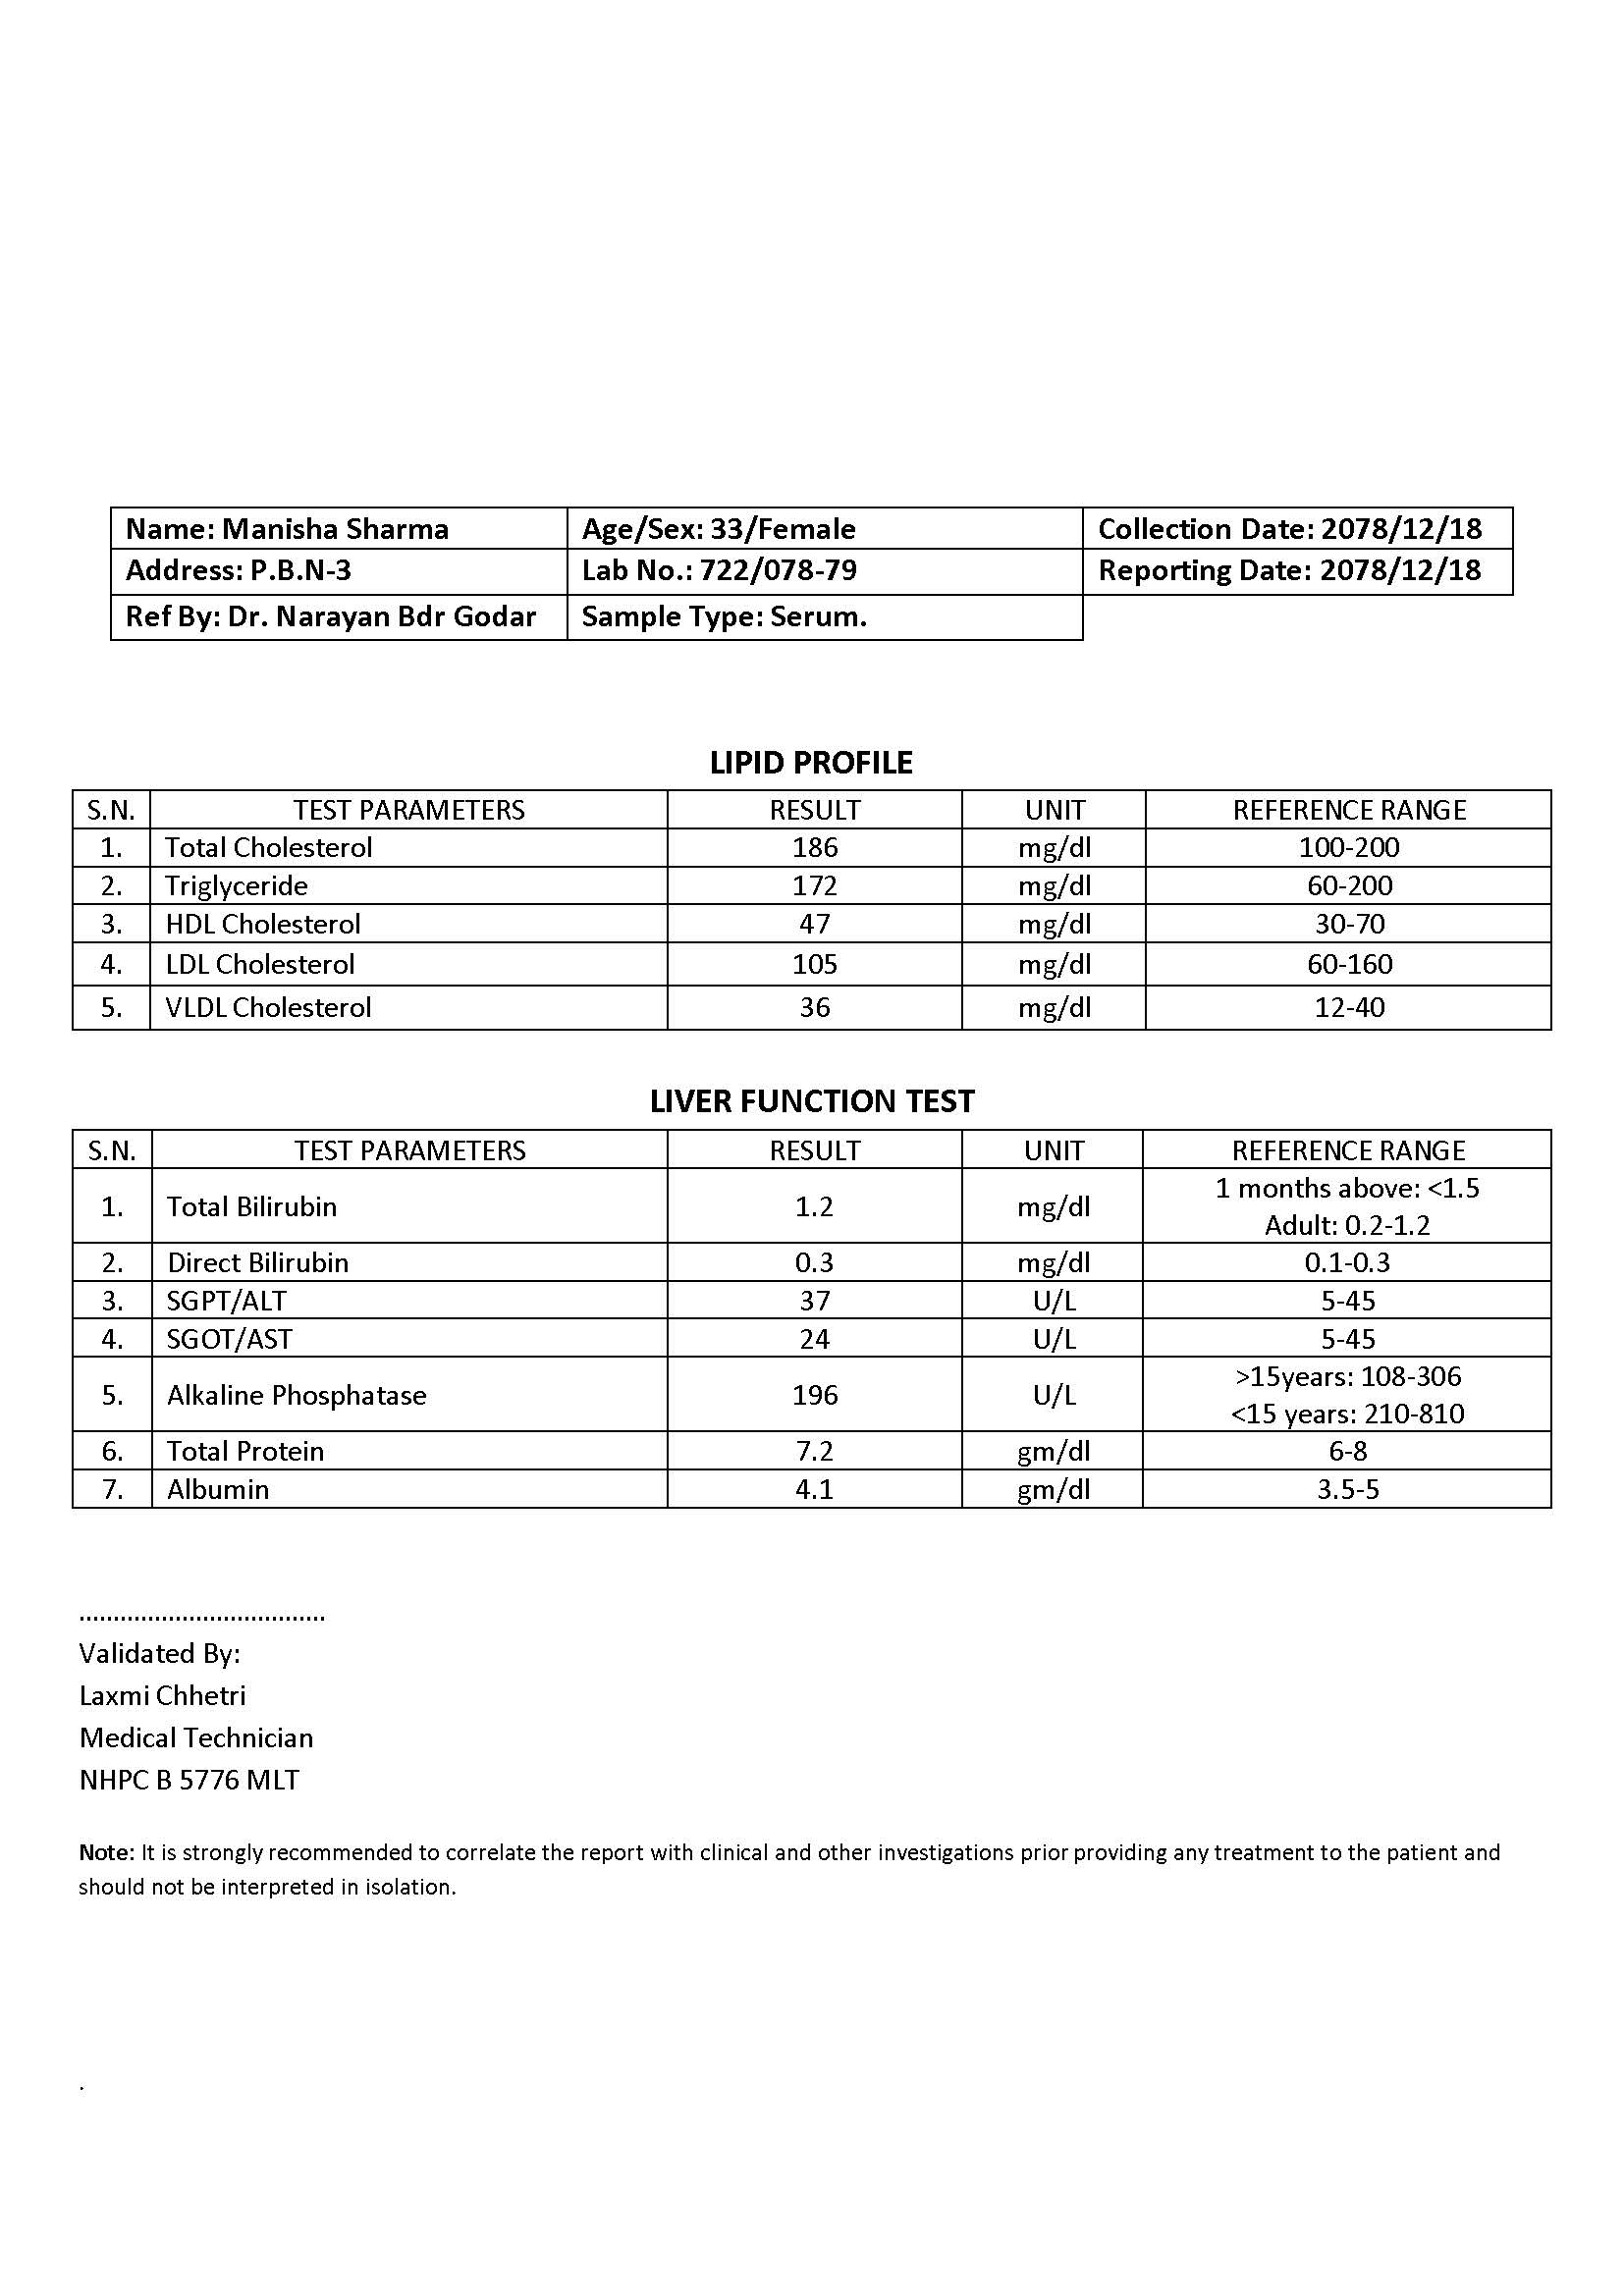 Name: Manisha Sharma Age/Sex: 33/Female Collection Date: 2078/12/18
Address: P.B.N-3 Lab No.: 722/078-79 Reporting Date: 2078/12/18
Ref By: Dr. Narayan Bdr Godar Sample Type: Serum.
LIPID PROFILE
S.N. TEST PARAMETERS RESULT UNIT REFERENCE RANGE
1. Total Cholesterol 186 mg/dl 100-200
2. Triglyceride 172 mg/dl 60-200
3. HDL Cholesterol 47 mg/dl 30-70
4. LDL Cholesterol 105 mg/dl 60-160
5. VLDL Cholesterol 36 mg/dl 12-40
LIVER FUNCTION TEST
S.N. TEST PARAMETERS RESULT UNIT REFERENCE RANGE
1. Total Bilirubin 1.2 mg/dl 1 months above: <1.5
Adult: 0.2-1.2
2. Direct Bilirubin 0.3 mg/dl 0.1-0.3
3. SGPT/ALT 37 U/L 5-45
4. SGOT/AST 24 U/L 5-45
5. Alkaline Phosphatase 196 U/L >15years: 108-306
<15 years: 210-810
6. Total Protein 7.2 gm/dl 6-8
7. Albumin 4.1 gm/dl 3.5-5
....................................
Validated By:
Laxmi Chhetri
Medical Technician
NHPC B 5776 MLT
Note: It is strongly recommended to correlate the report with clinical and other investigations prior providing any treatment to the patient and
should not be interpreted in isolation.
.